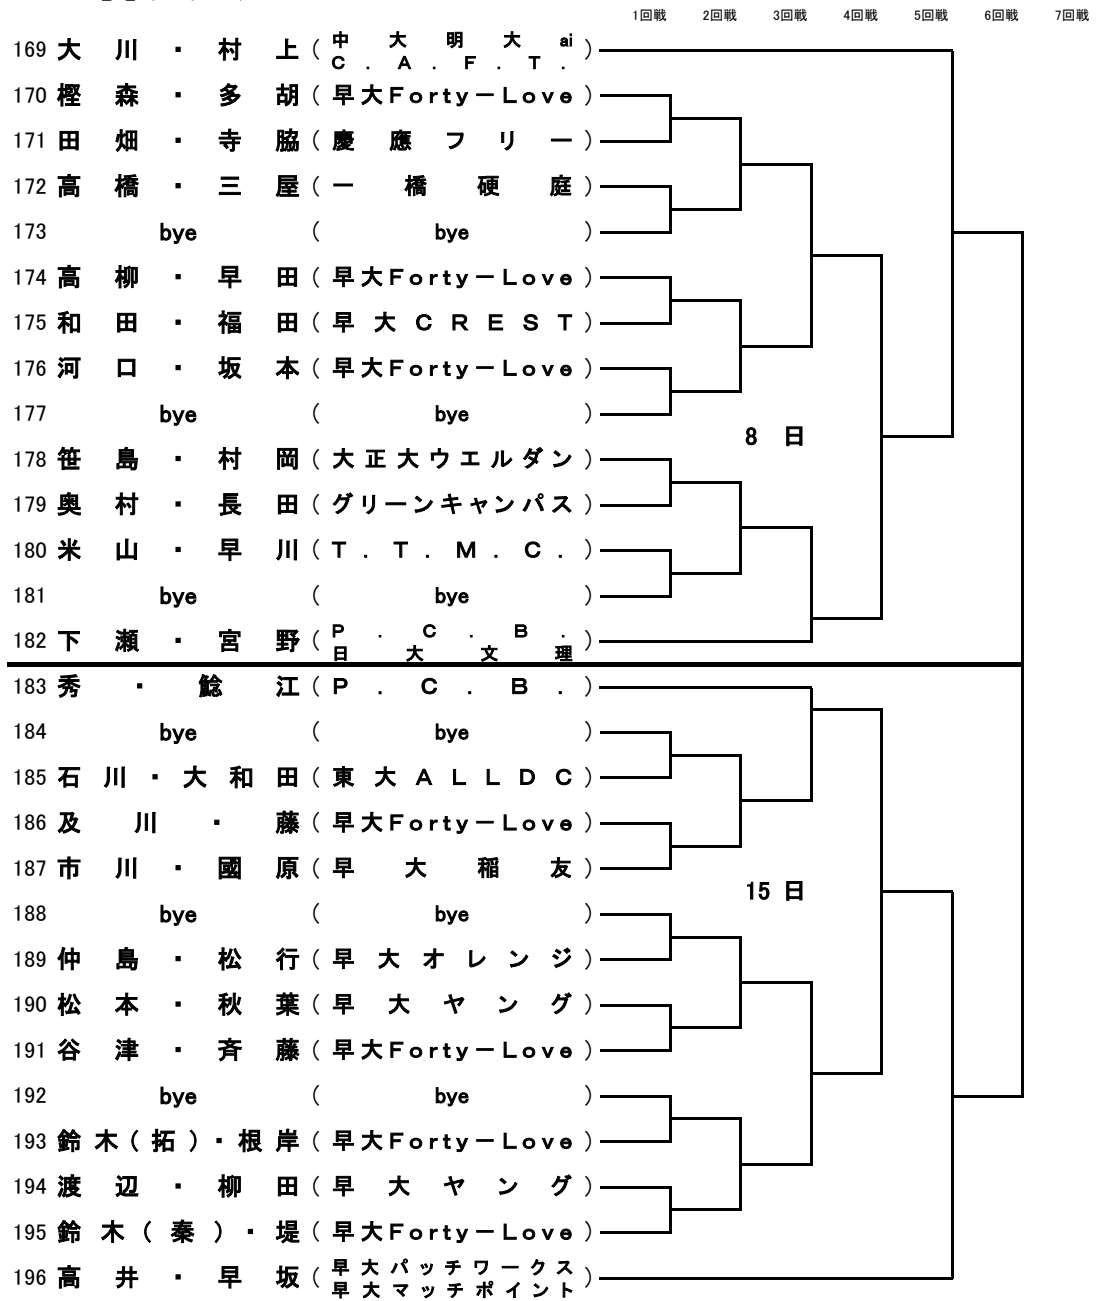 1回戦 2回戦 3回戦 4回戦 5回戦 6回戦 7回戦
169 大川・村上 (中大明大ai C.A.F.T.)
170 樫森・多胡 (早大Forty－Love)
171 田畑・寺脇 (慶應フリー)
172 高橋・三屋 (一橋硬庭)
173 bye (bye)
174 高柳・早田 (早大Forty－Love)
175 和田・福田 (早大CREST)
176 河口・坂本 (早大Forty－Love)
177 bye (bye)
8日
178 笹島・村岡 (大正大ウエルダン)
179 奥村・長田 (グリーンキャンパス)
180 米山・早川 (T.T.M.C.)
181 bye (bye)
182 下瀬・宮野 (P.C.B. 日大文理)
183 秀・鯰江 (P.C.B.)
184 bye (bye)
185 石川・大和田 (東大ALLDC)
186 及川・藤 (早大Forty－Love)
187 市川・國原 (早大稲友)
15日
188 bye (bye)
189 仲島・松行 (早大オレンジ)
190 松本・秋葉 (早大ヤング)
191 谷津・斉藤 (早大Forty－Love)
192 bye (bye)
193 鈴木(拓)・根岸 (早大Forty－Love)
194 渡辺・柳田 (早大ヤング)
195 鈴木(秦)・堤 (早大Forty－Love)
196 高井・早坂 (早大パッチワークス 早大マッチポイント)